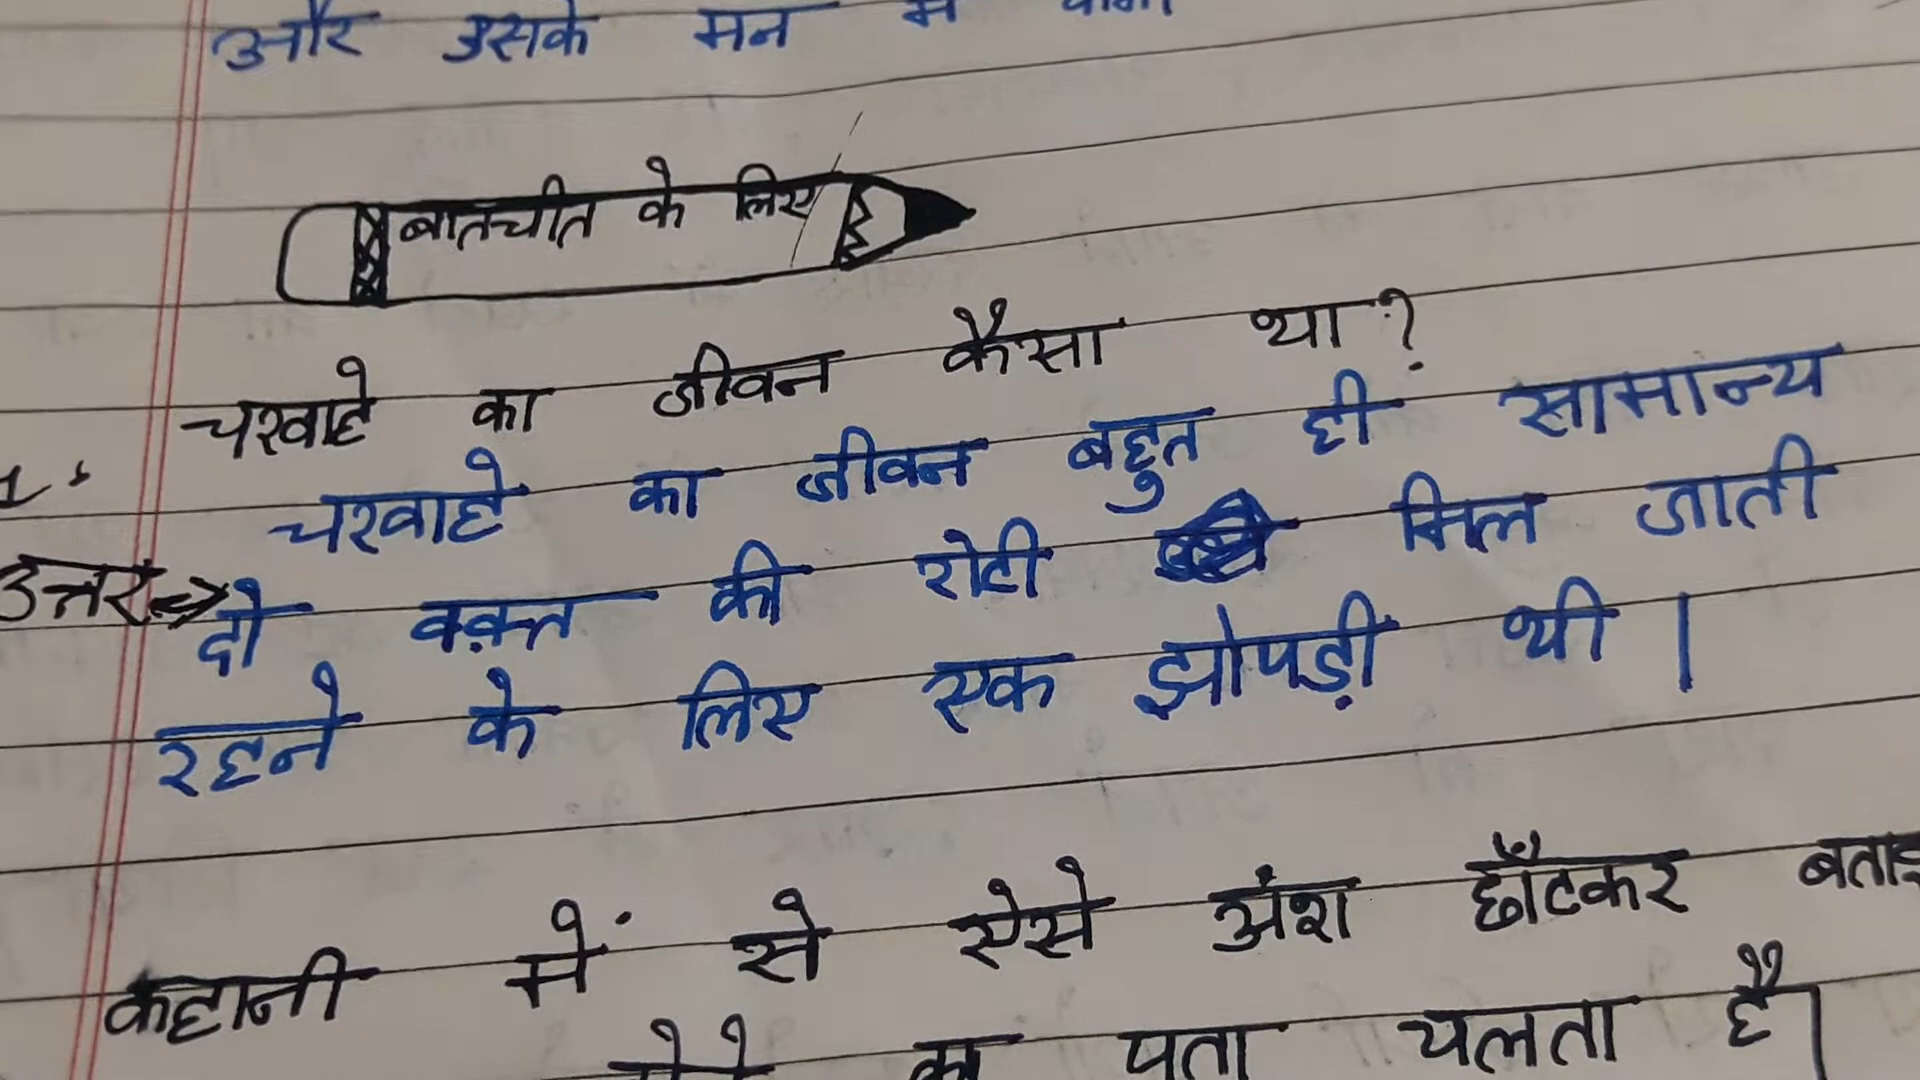 और उसके मन में
बातचीत के लिए
1. चरवाहे का जीवन कैसा था?
उत्तर⇒ चरवाहे का जीवन बहुत ही सामान्य
दो वक़्त की रोटी मिल जाती
रहने के लिए एक झोपड़ी थी।
कहानी में से ऐसे अंश छाँटकर
का पता चलता है।